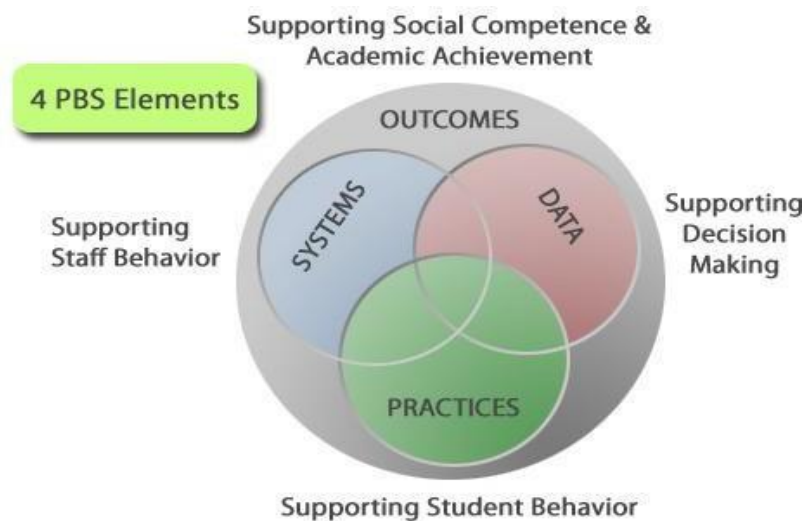 Supporting Social Competence &
Academic Achievement
4 PBS Elements
OUTCOMES
SYSTEMS
DATA
Supporting
Staff Behavior
Supporting
Decision
Making
PRACTICES
Supporting Student Behavior